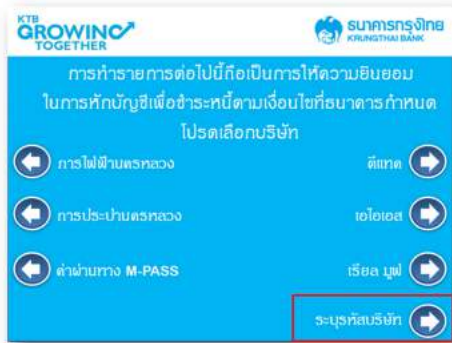 KTB
GROWING
TOGETHER
ธนาคารกรุงไทย
KRUNGTHAI BANK
การทำรายการต่อไปนี้ถือเป็นการให้ความยินยอม
ในการหักบัญชีเพื่อชำระหนี้ตามเงื่อนไขที่ธนาคารกำหนด
โปรดเลือกบริษัท
การไฟฟ้านครหลวง
ดีแทค
การประปานครหลวง
เอไอเอส
ค่าผ่านทาง M-PASS
เรียล มูฟ
ระบุรหัสบริษัท